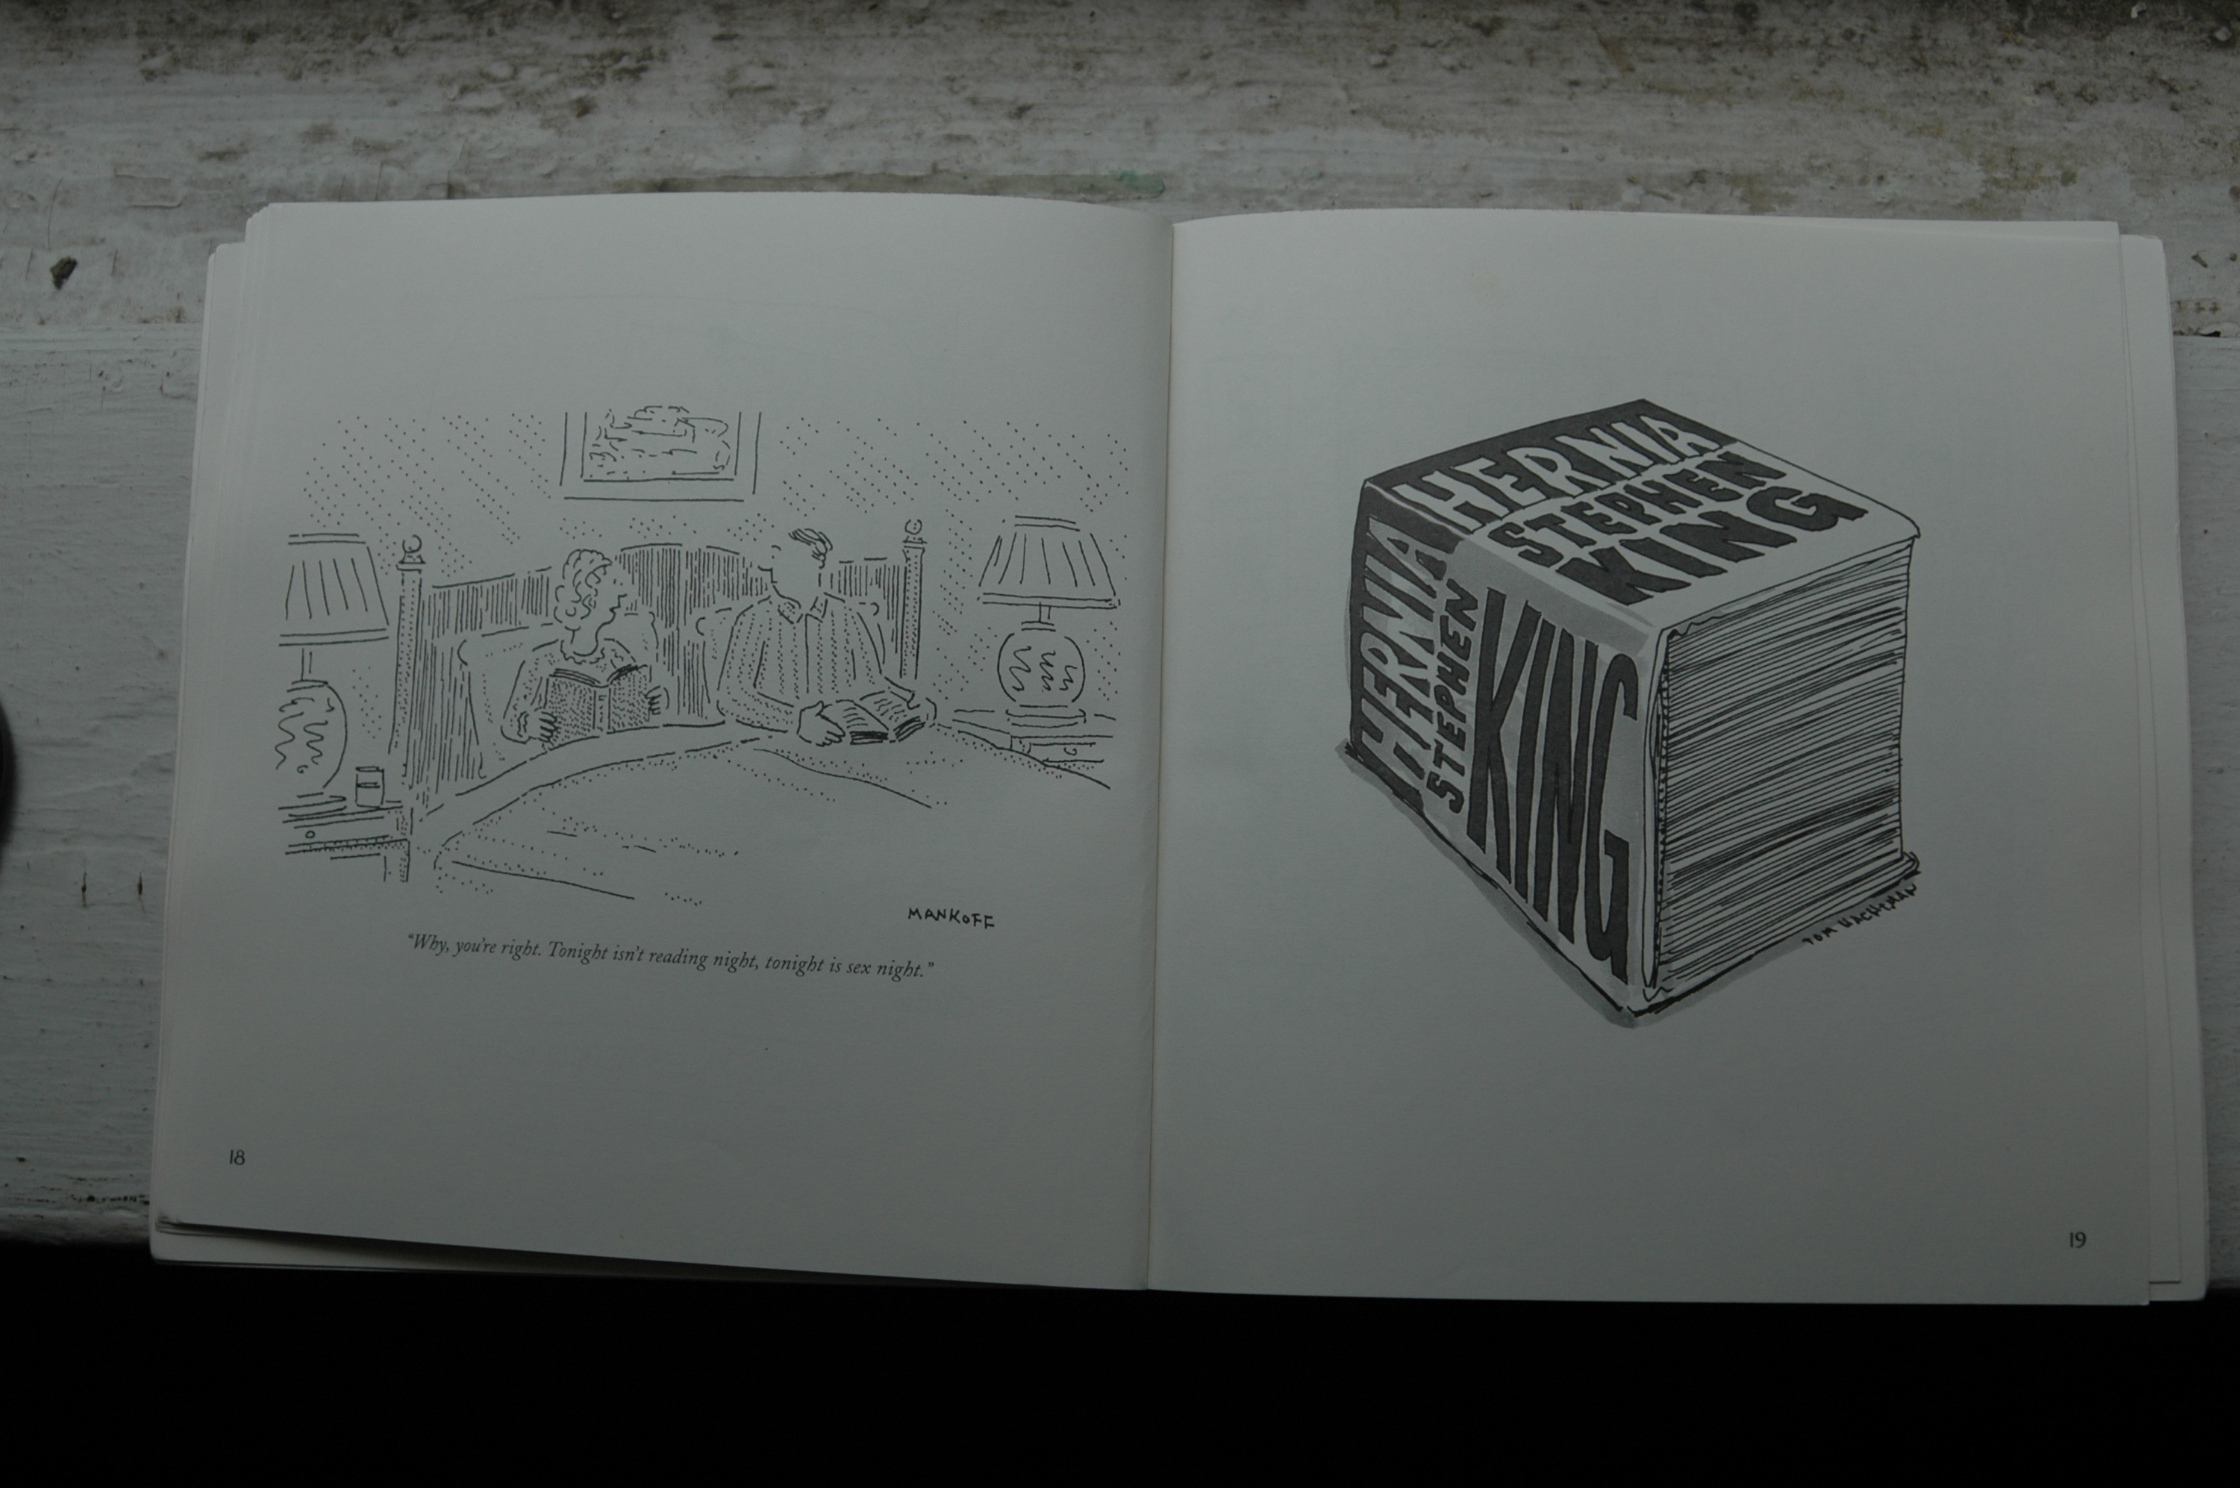 MANKOFF
"Why, you're right. Tonight isn't reading night, tonight is sex night."
18
HERNIA
STEPHEN
KING
HERNIA
STEPHEN
KING
TOM HACHTMAN
19